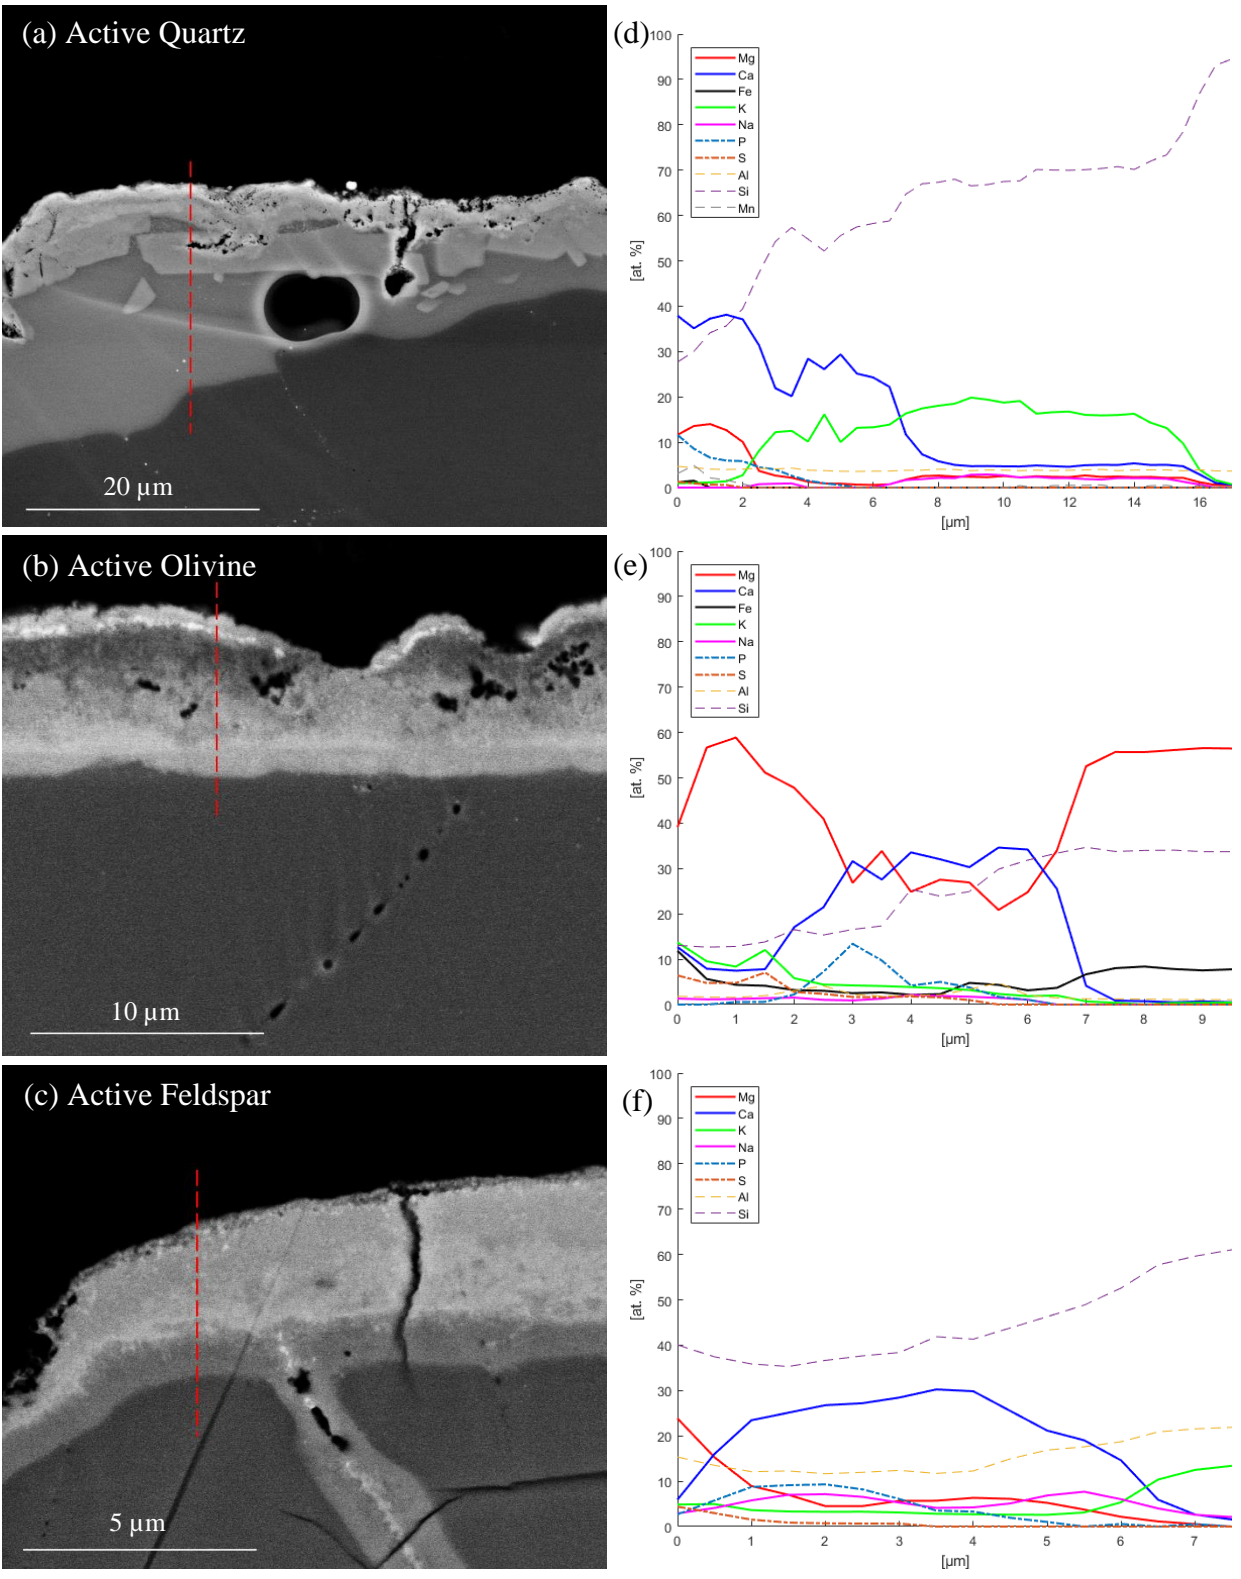 (a) Active Quartz
20 µm
(d)
100
90
80
70
60
50
40
30
20
10
0
[at. %]
Mg
Ca
Fe
K
Na
P
S
Al
Si
Mn
0 2 4 6 8 10 12 14 16
[µm]
(b) Active Olivine
10 µm
(e)
100
90
80
70
60
50
40
30
20
10
0
[at. %]
Mg
Ca
Fe
K
Na
P
S
Al
Si
0 1 2 3 4 5 6 7 8 9
[µm]
(c) Active Feldspar
5 µm
(f)
100
90
80
70
60
50
40
30
20
10
0
[at. %]
Mg
Ca
K
Na
P
S
Al
Si
0 1 2 3 4 5 6 7
[µm]